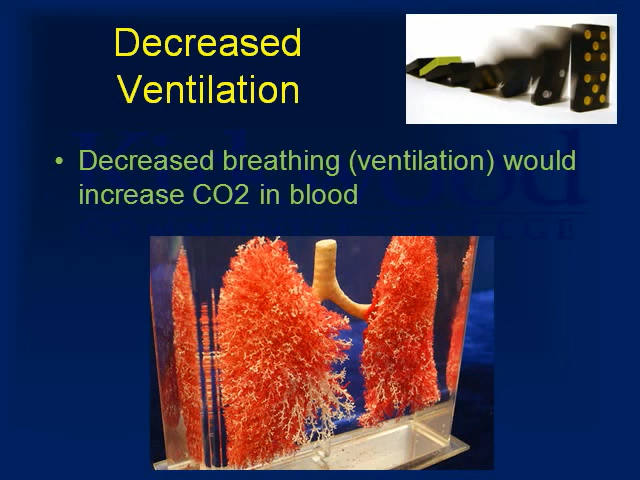 Decreased
Ventilation
• Decreased breathing (ventilation) would
increase CO2 in blood